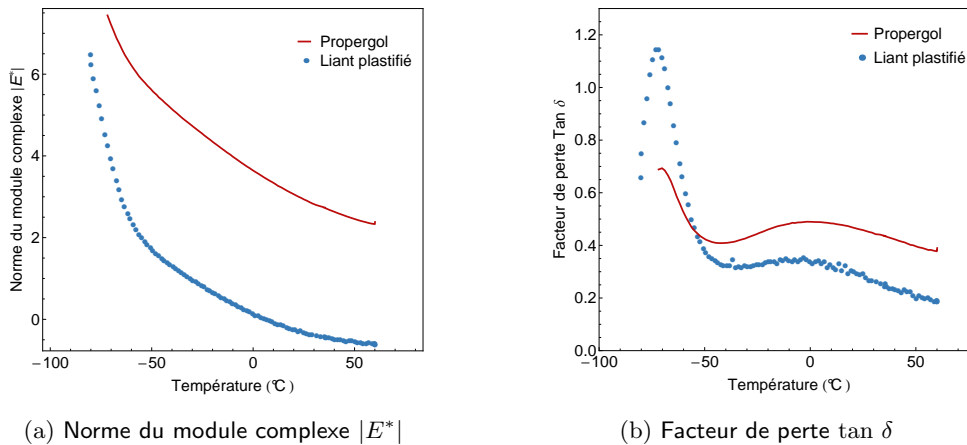 Norme du module complexe |E*|
6
4
2
0
Propergol
Liant plastifié
−100
−50
0
50
Température (°C)
(a) Norme du module complexe |E*|
Facteur de perte Tan δ
1.2
1.0
0.8
0.6
0.4
0.2
0.0
Propergol
Liant plastifié
−100
−50
0
50
Température (°C)
(b) Facteur de perte tan δ